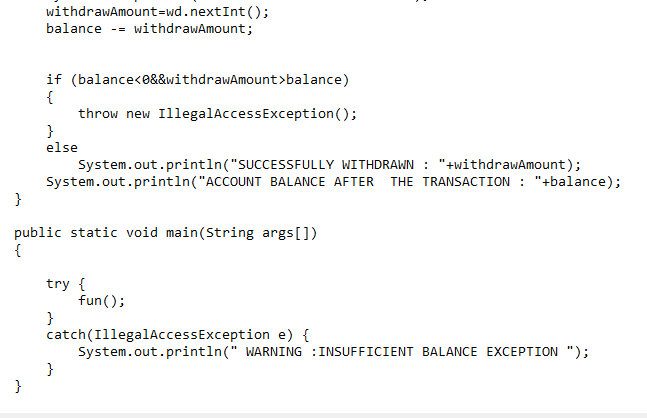 withdrawAmount=wd.nextInt();
balance -= withdrawAmount;
if (balance<0&&withdrawAmount>balance)
{
throw new IllegalAccessException();
}
else
System.out.println("SUCCESSFULLY WITHDRAWN : "+withdrawAmount);
System.out.println("ACCOUNT BALANCE AFTER  THE TRANSACTION : "+balance);
}
public static void main(String args[])
{
try {
fun();
}
catch(IllegalAccessException e) {
System.out.println(" WARNING :INSUFFICIENT BALANCE EXCEPTION ");
}
}